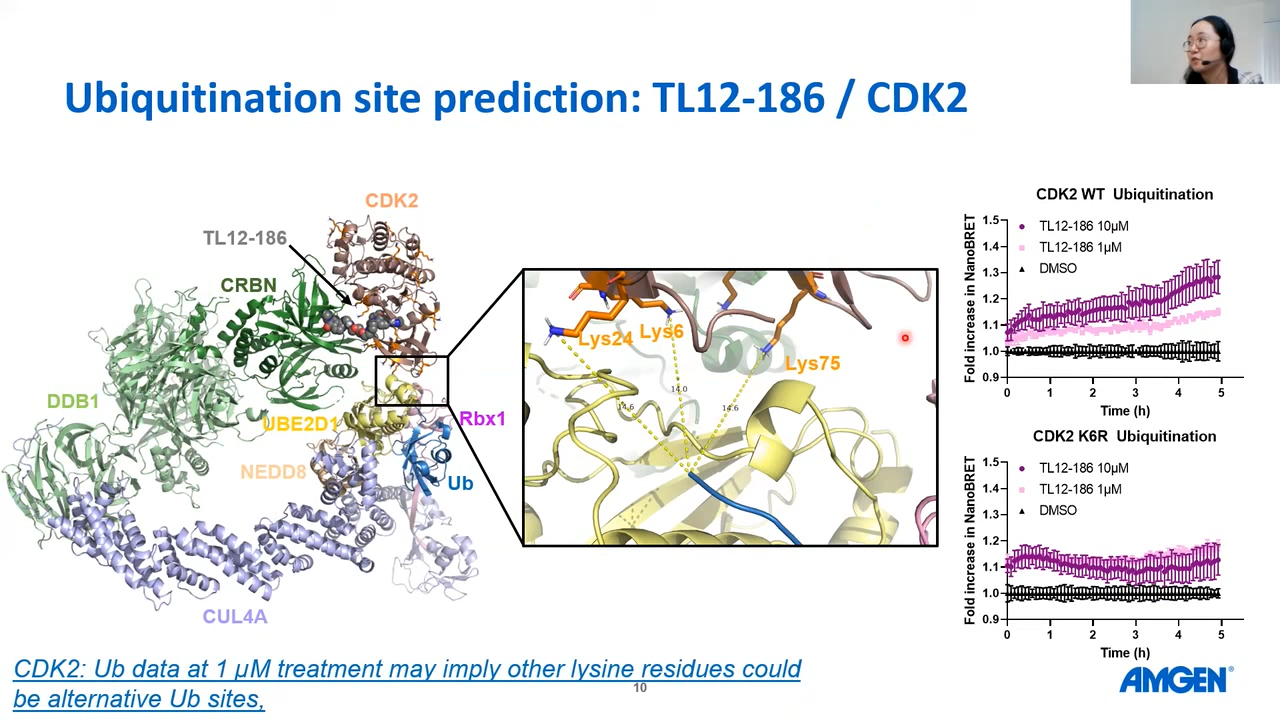 Ubiquitination site prediction: TL12-186 / CDK2
CDK2
TL12-186
CRBN
DDB1
UBE2D1
Rbx1
NEDD8
Ub
CUL4A
Lys24
Lys6
Lys75
14.0
14.6
14.6
CDK2 WT Ubiquitination
TL12-186 10µM
TL12-186 1µM
DMSO
Fold increase in NanoBRET
1.5
1.4
1.3
1.2
1.1
1.0
0.9
0 1 2 3 4 5
Time (h)
CDK2 K6R Ubiquitination
TL12-186 10µM
TL12-186 1µM
DMSO
Fold increase in NanoBRET
1.5
1.4
1.3
1.2
1.1
1.0
0.9
0 1 2 3 4 5
Time (h)
CDK2: Ub data at 1 µM treatment may imply other lysine residues could
be alternative Ub sites,
10
AMGEN®